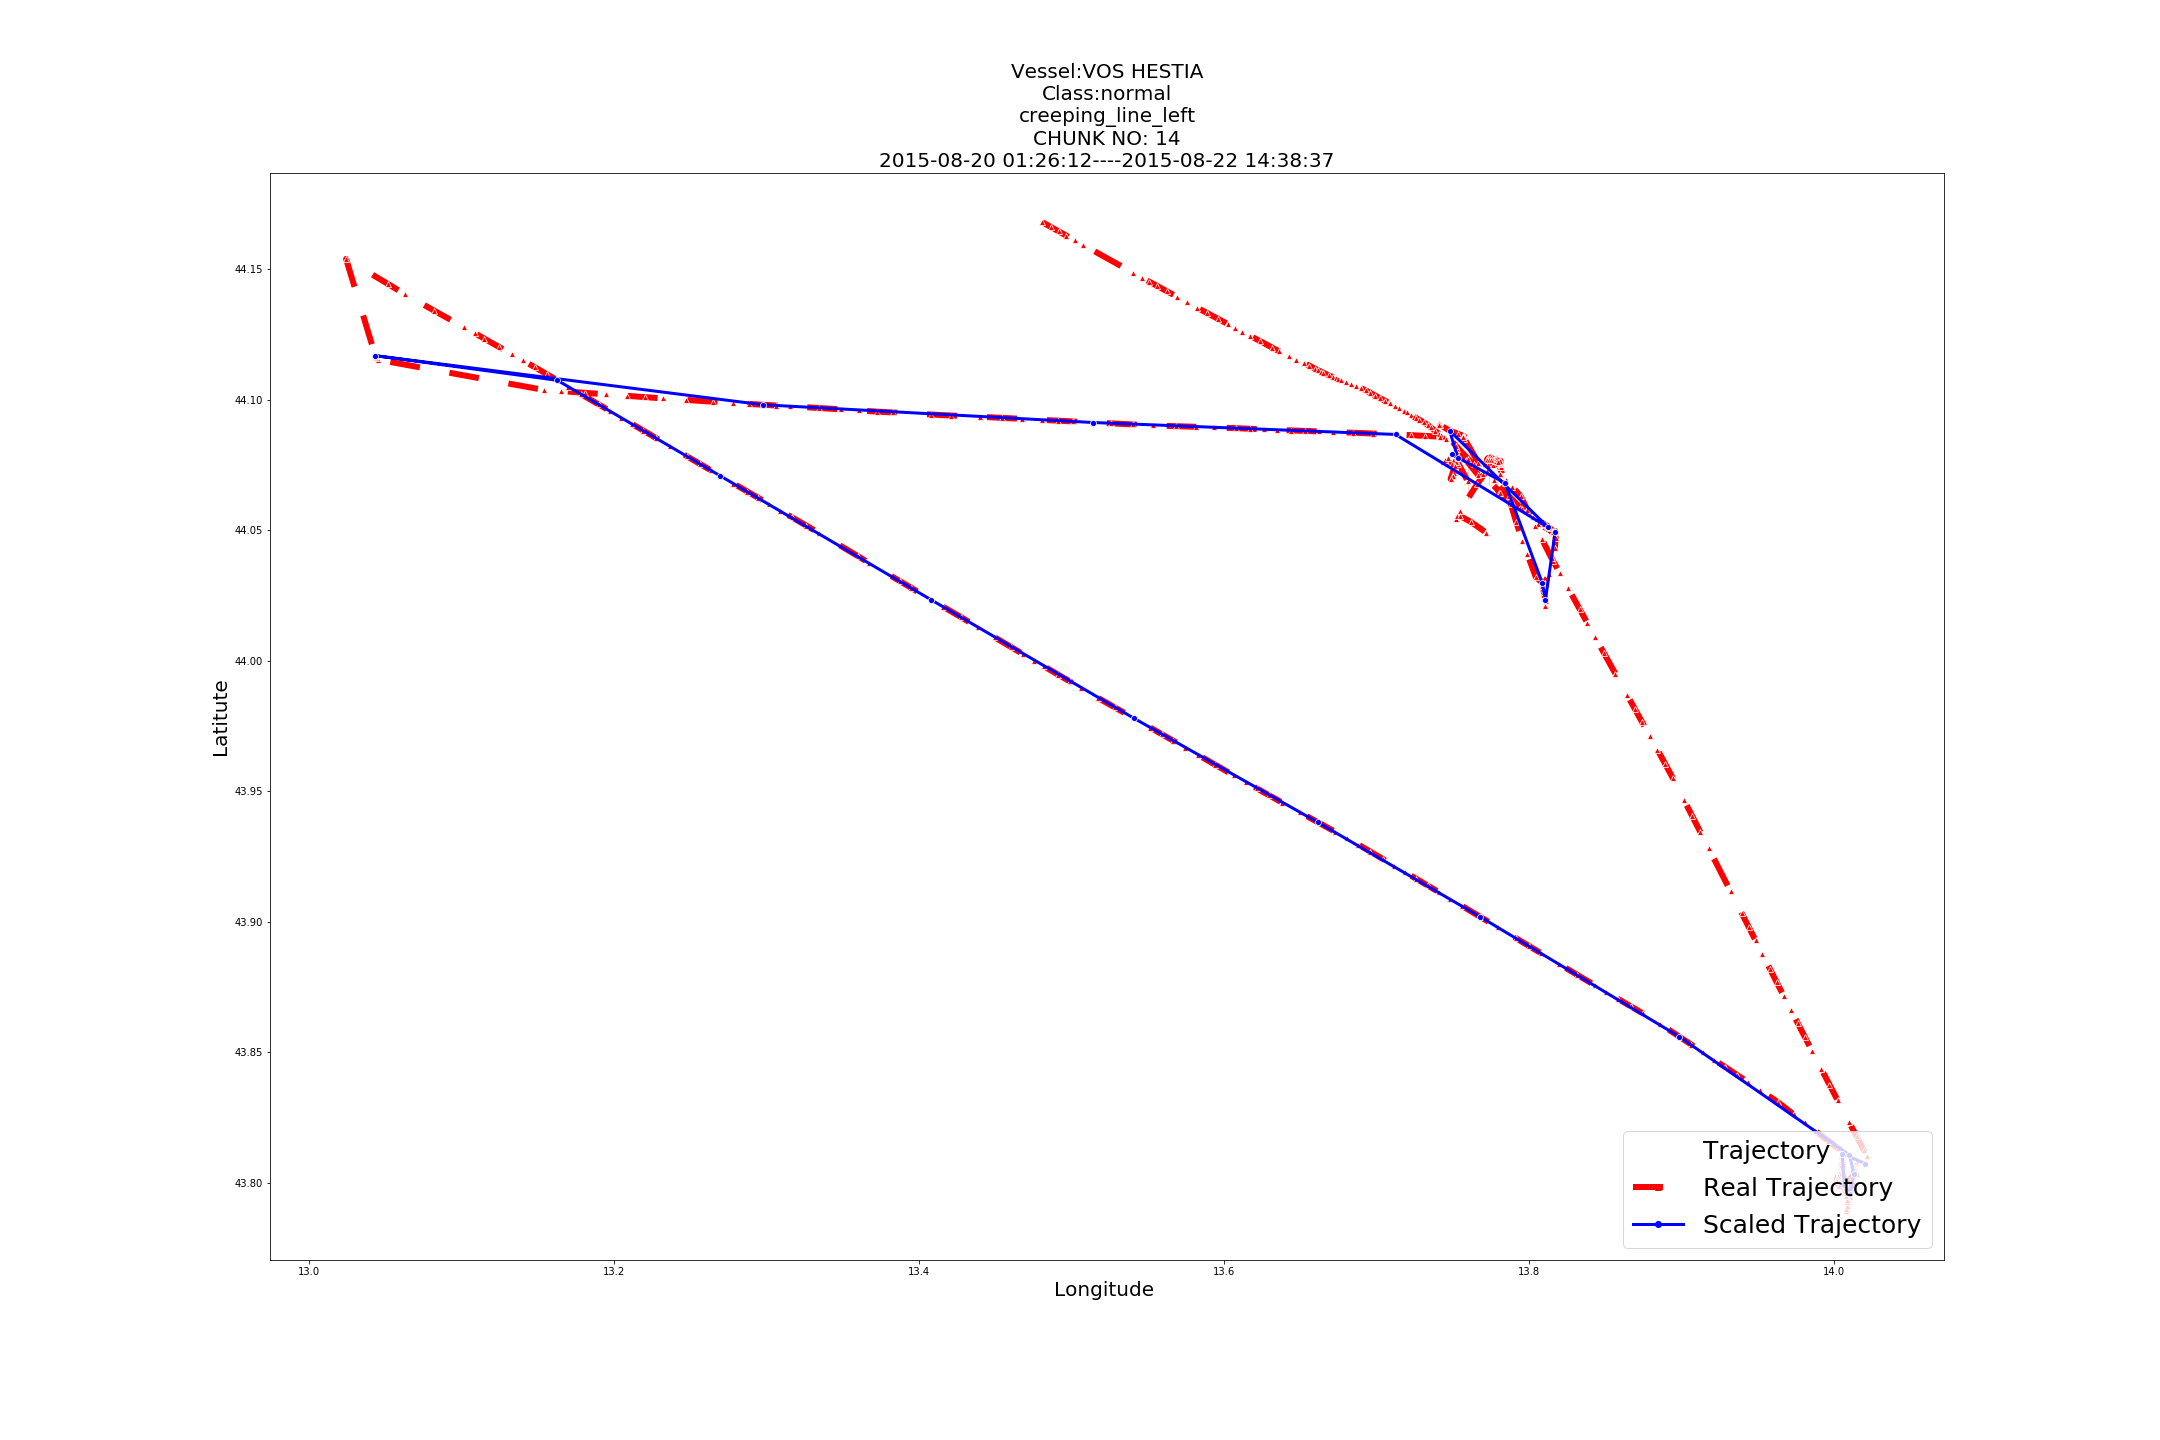 Vessel:VOS HESTIA
Class:normal
creeping_line_left
CHUNK NO: 14
2015-08-20 01:26:12----2015-08-22 14:38:37
44.15
44.10
44.05
44.00
43.95
43.90
43.85
43.80
Latitute
13.0 13.2 13.4 13.6 13.8 14.0
Longitude
Trajectory
Real Trajectory
Scaled Trajectory